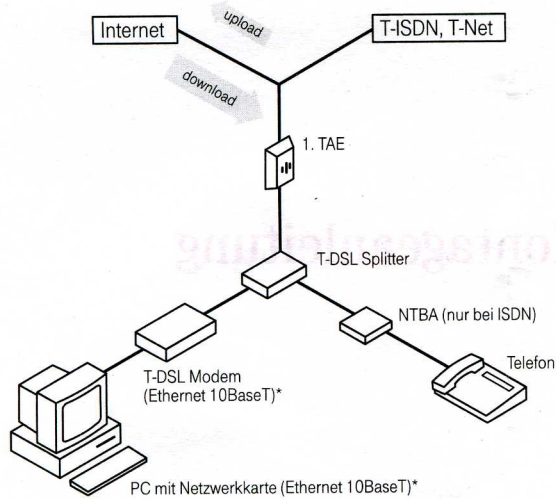 upload
Internet
T-ISDN, T-Net
download
1. TAE
T-DSL Splitter
NTBA (nur bei ISDN)
Telefon
T-DSL Modem
(Ethernet 10BaseT)*
PC mit Netzwerkkarte (Ethernet 10BaseT)*